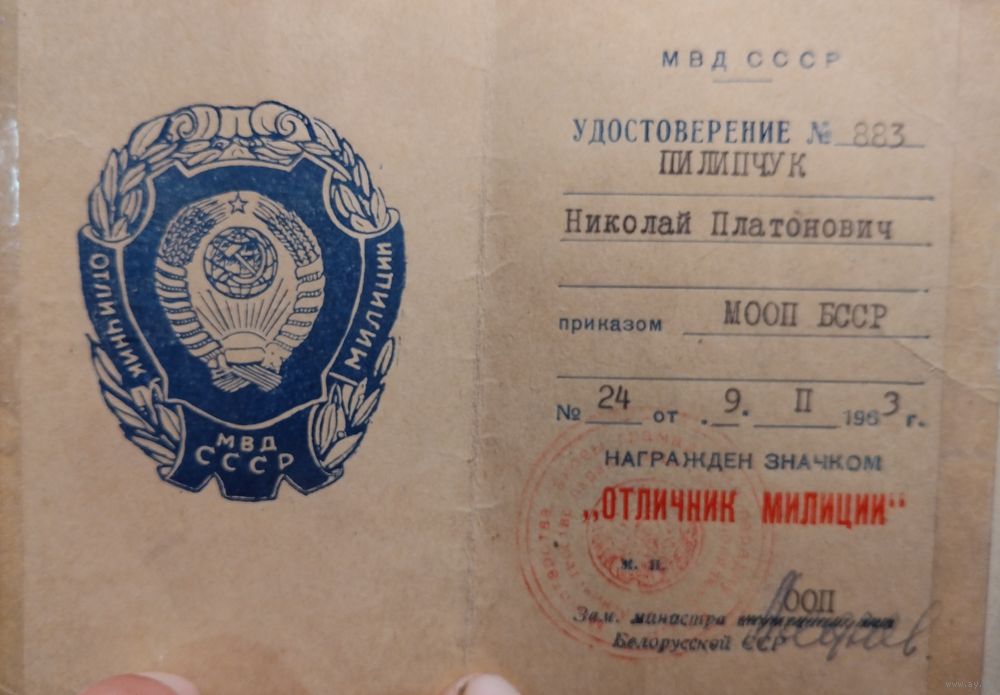 ОТЛИЧНИК
МИЛИЦИИ
МВД
СССР
МВД СССР
УДОСТОВЕРЕНИЕ № 883
ПИЛИПЧУК
Николай Платонович
приказом МООП БССР
№ 24 от .9. II 1963 г.
НАГРАЖДЕН ЗНАЧКОМ
„ОТЛИЧНИК МИЛИЦИИ“
м. п.
МООП
Зам. министра
Белорусской ССР